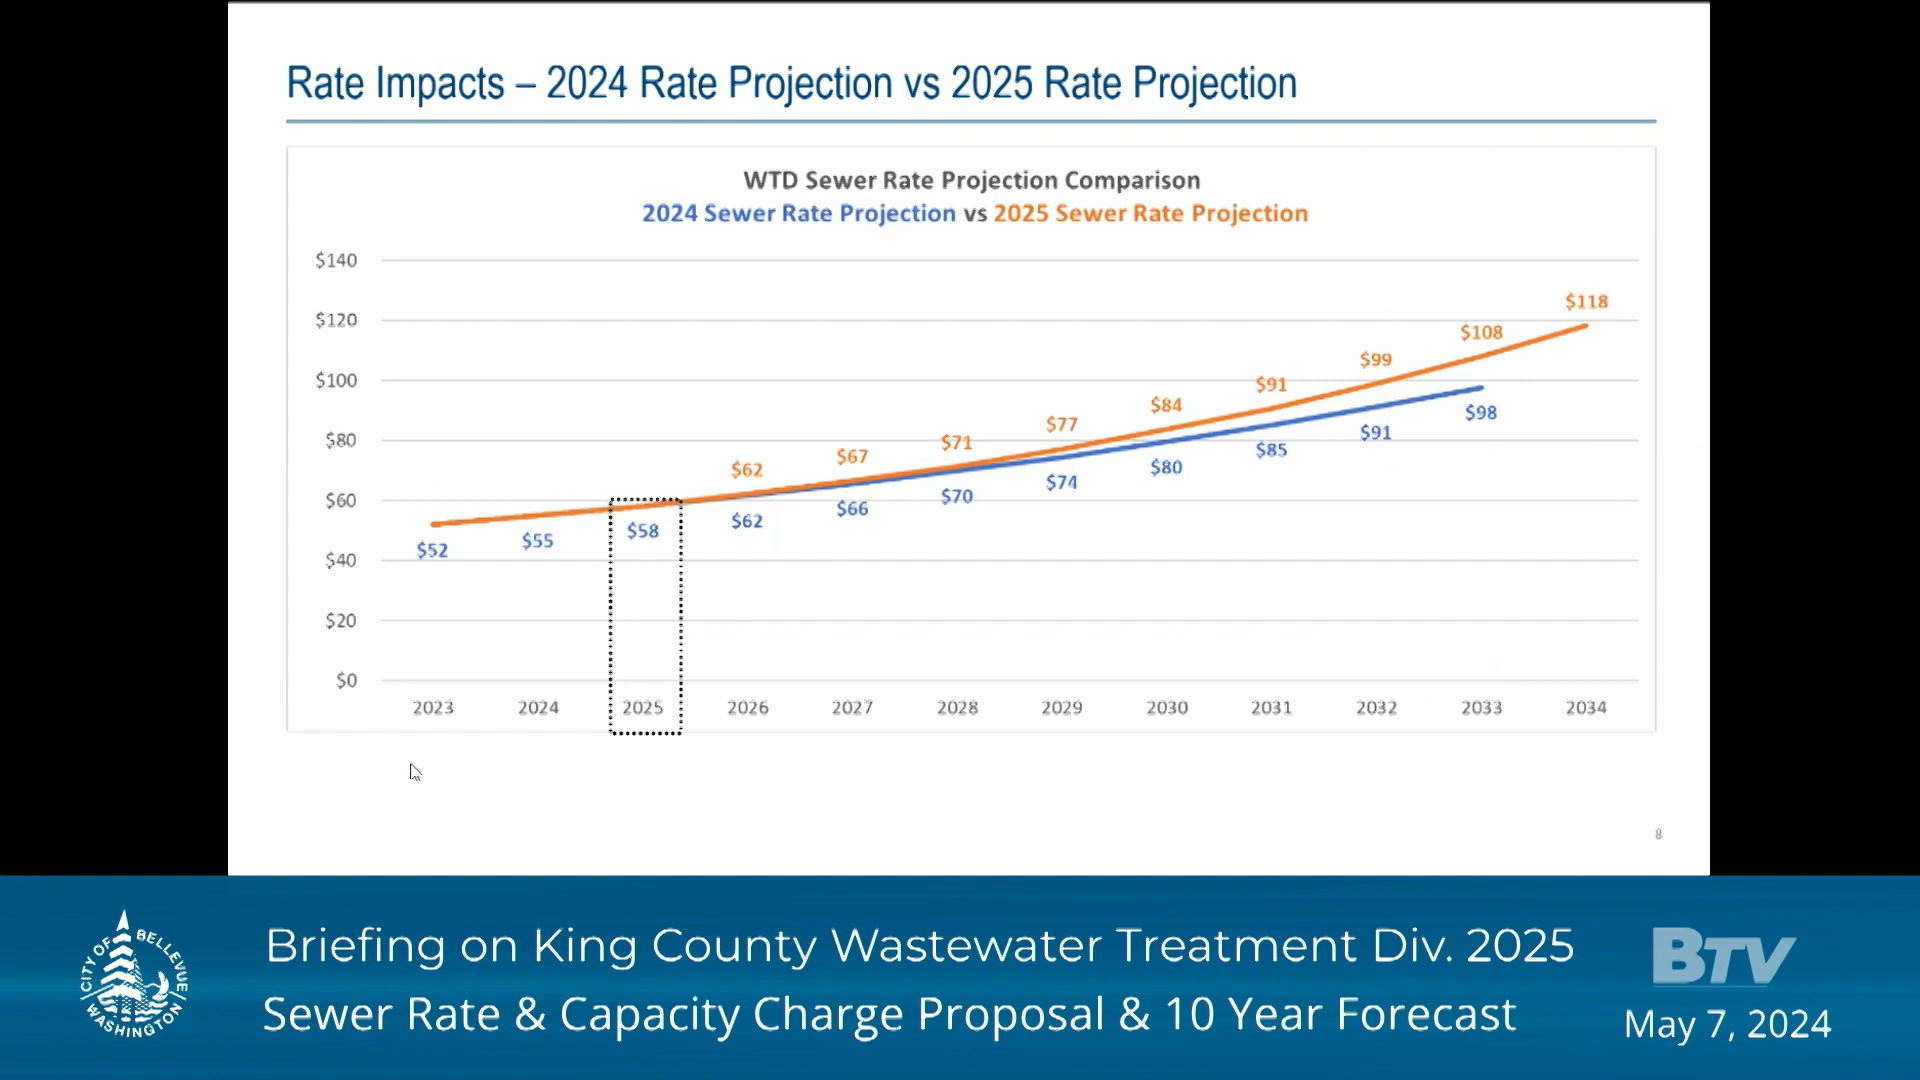 Rate Impacts – 2024 Rate Projection vs 2025 Rate Projection
WTD Sewer Rate Projection Comparison
2024 Sewer Rate Projection vs 2025 Sewer Rate Projection
$140
$120
$100
$80
$60
$40
$20
$0
$118
$108
$99
$91
$84
$77
$71
$67
$62
$52
$55
$58
$62
$66
$70
$74
$80
$85
$91
$98
2023 2024 2025 2026 2027 2028 2029 2030 2031 2032 2033 2034
8
CITY OF BELLEVUE
WASHINGTON
Briefing on King County Wastewater Treatment Div. 2025
Sewer Rate & Capacity Charge Proposal & 10 Year Forecast
BTV
May 7, 2024